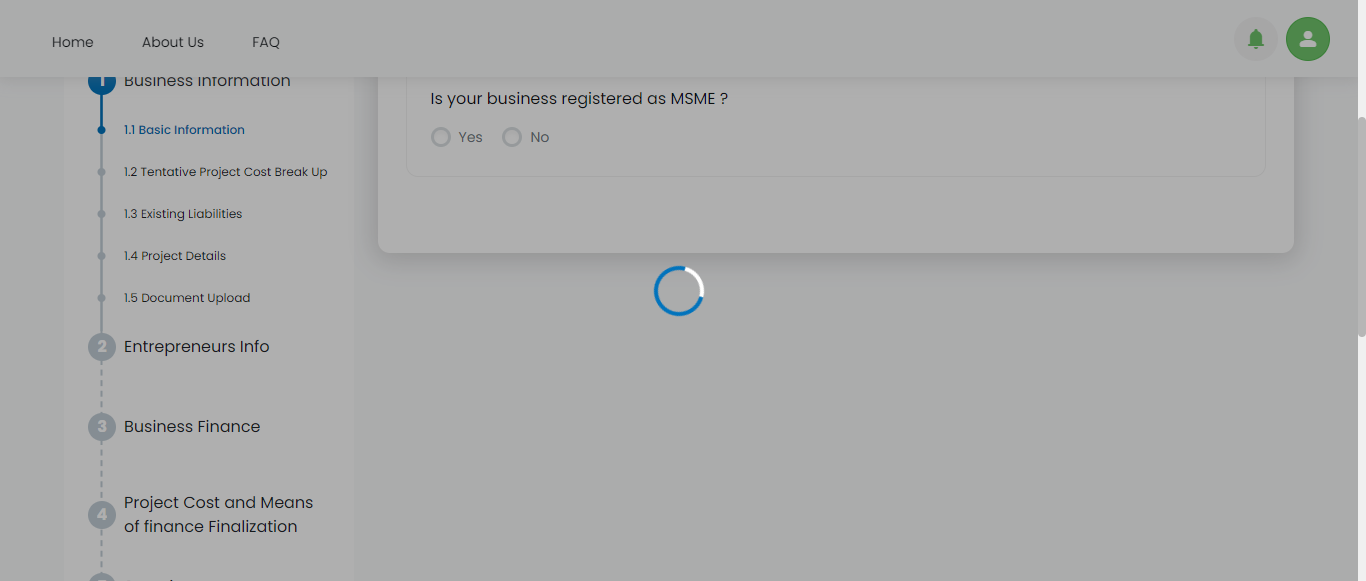 Home About Us FAQ
1 Business Information
1.1 Basic Information
1.2 Tentative Project Cost Break Up
1.3 Existing Liabilities
1.4 Project Details
1.5 Document Upload
2 Entrepreneurs Info
3 Business Finance
4 Project Cost and Means
of finance Finalization
Is your business registered as MSME ?
Yes No